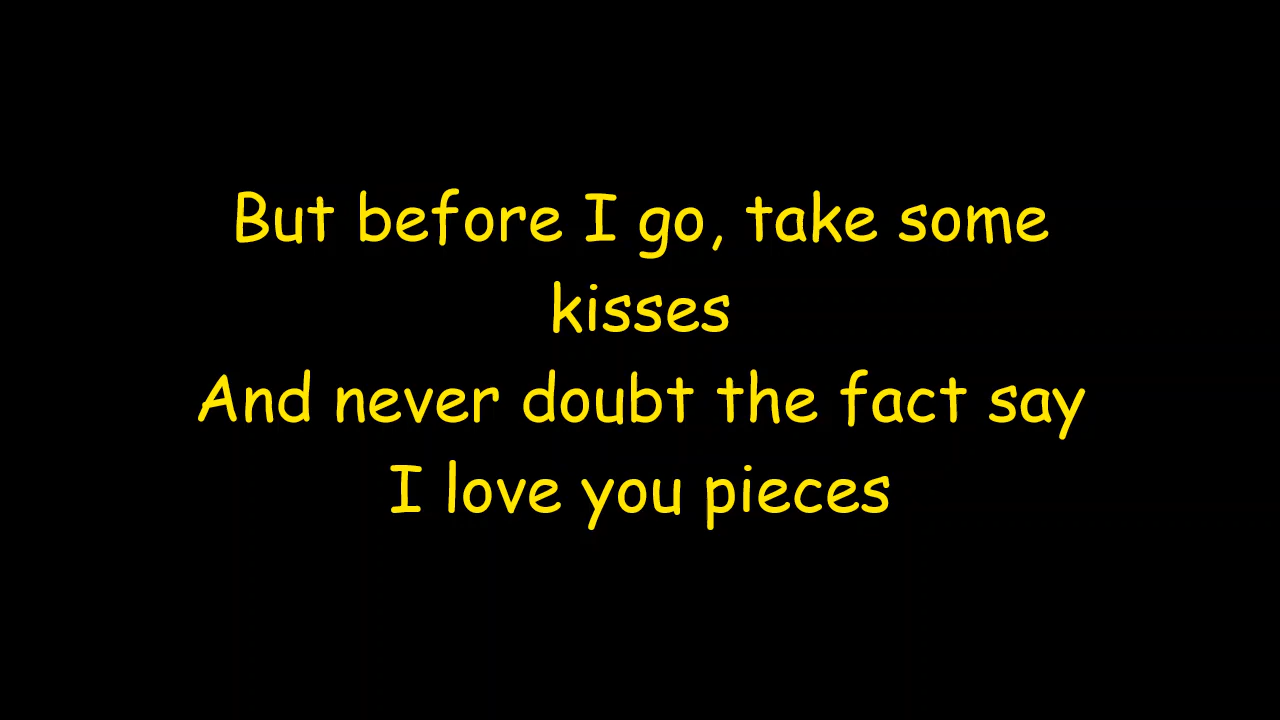 But before I go, take some
kisses
And never doubt the fact say
I love you pieces